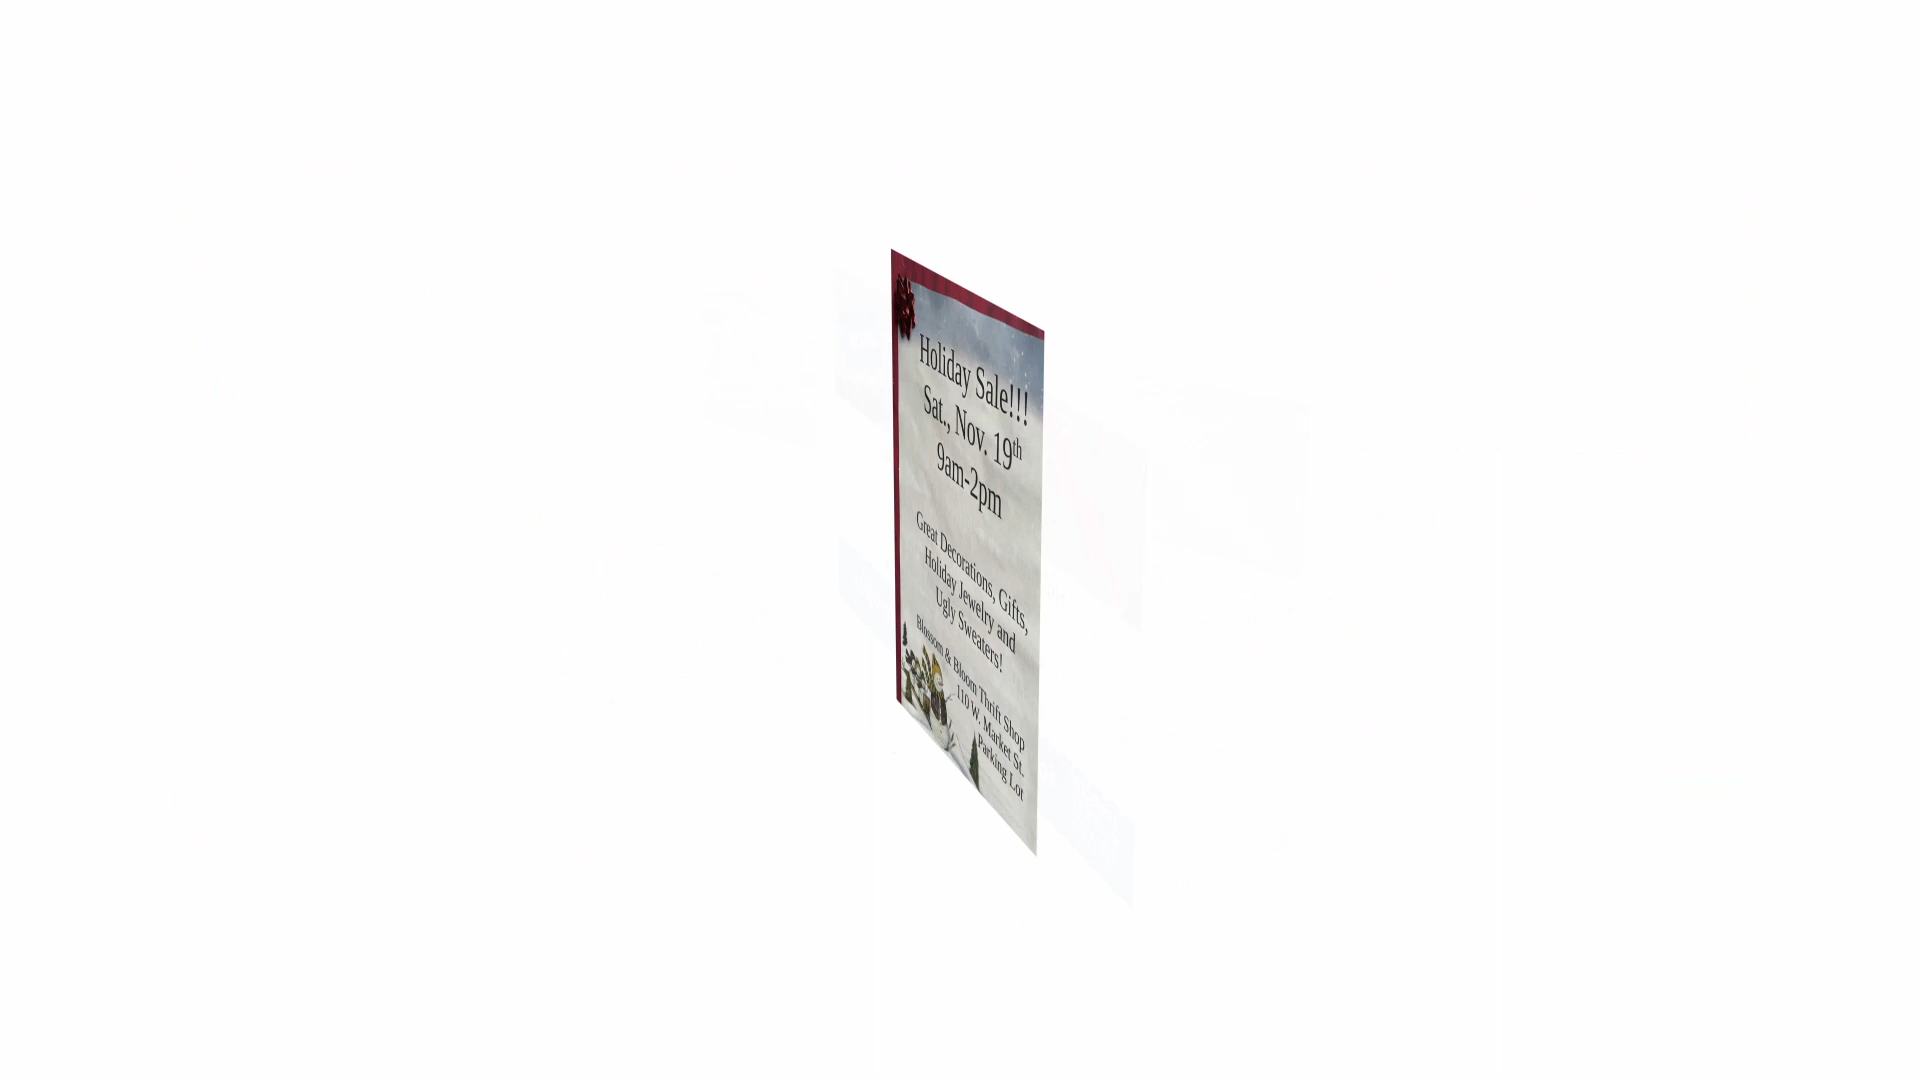 Holiday Sale!!!
Sat., Nov. 19th
9am-2pm
Great Decorations, Gifts,
Holiday Jewelry and
Ugly Sweaters!
Blossom & Bloom Thrift Shop
110 W. Market St.
Parking Lot